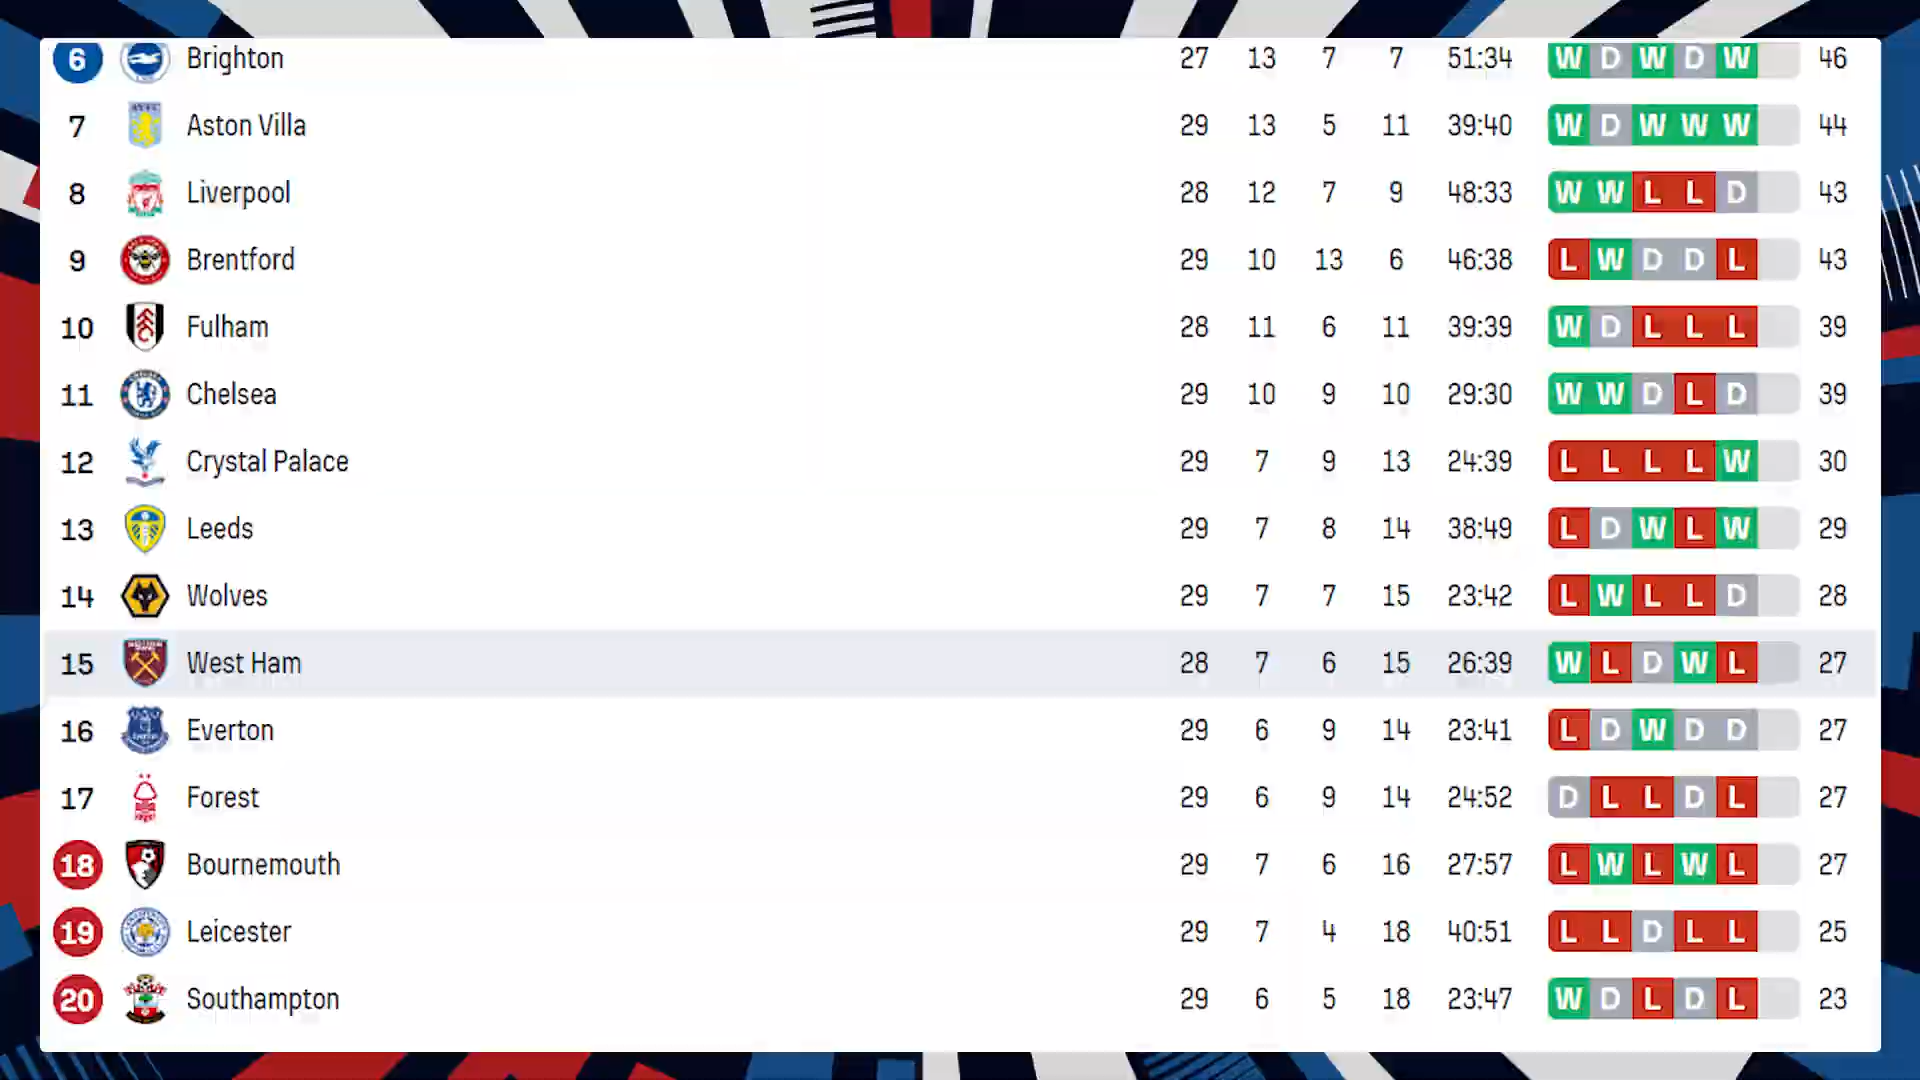 6 Brighton 27 13 7 7 51:34 W D W D W 46
7 Aston Villa 29 13 5 11 39:40 W D W W W 44
8 Liverpool 28 12 7 9 48:33 W W L L D 43
9 Brentford 29 10 13 6 46:38 L W D D L 43
10 Fulham 28 11 6 11 39:39 W D L L L 39
11 Chelsea 29 10 9 10 29:30 W W D L D 39
12 Crystal Palace 29 7 9 13 24:39 L L L L W 30
13 Leeds 29 7 8 14 38:49 L D W L W 29
14 Wolves 29 7 7 15 23:42 L W L L D 28
15 West Ham 28 7 6 15 26:39 W L D W L 27
16 Everton 29 6 9 14 23:41 L D W D D 27
17 Forest 29 6 9 14 24:52 D L L D L 27
18 Bournemouth 29 7 6 16 27:57 L W L W L 27
19 Leicester 29 7 4 18 40:51 L L D L L 25
20 Southampton 29 6 5 18 23:47 W D L D L 23